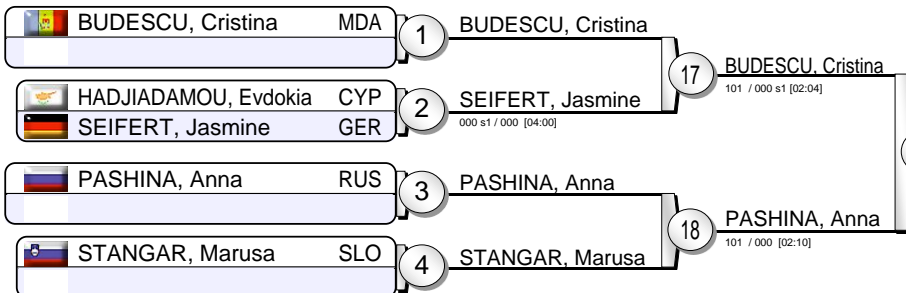 BUDESCU, Cristina MDA
1
BUDESCU, Cristina
17
BUDESCU, Cristina
101 / 000 s1 [02:04]
HADJIADAMOU, Evdokia CYP
SEIFERT, Jasmine GER
2
SEIFERT, Jasmine
000 s1 / 000 [04:00]
PASHINA, Anna RUS
3
PASHINA, Anna
18
PASHINA, Anna
101 / 000 [02:10]
STANGAR, Marusa SLO
4
STANGAR, Marusa